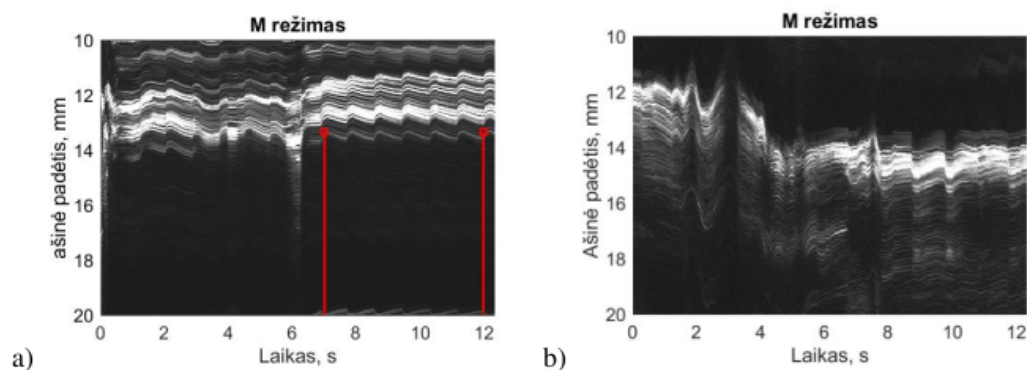 M režimas
10
12
14
16
18
20
ašinė padėtis, mm
0 2 4 6 8 10 12
Laikas, s
a)
M režimas
10
12
14
16
18
20
Ašinė padėtis, mm
0 2 4 6 8 10 12
Laikas, s
b)